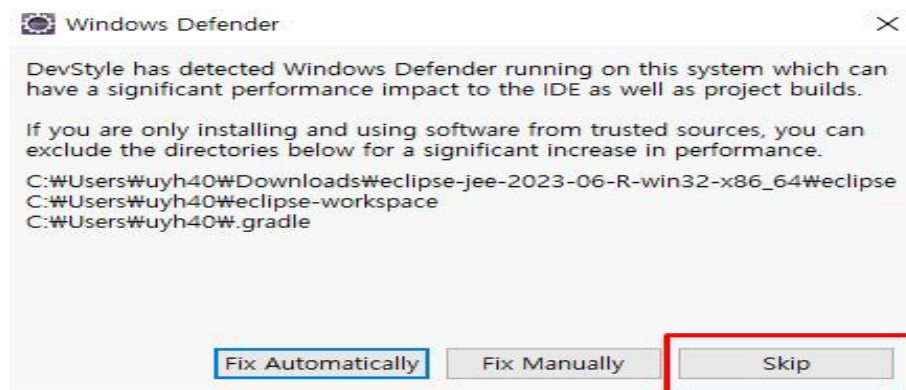 Windows Defender
DevStyle has detected Windows Defender running on this system which can
have a significant performance impact to the IDE as well as project builds.
If you are only installing and using software from trusted sources, you can
exclude the directories below for a significant increase in performance.
C:₩Users₩uyh40₩Downloads₩eclipse-jee-2023-06-R-win32-x86_64₩eclipse
C:₩Users₩uyh40₩eclipse-workspace
C:₩Users₩uyh40₩.gradle
Fix Automatically Fix Manually Skip